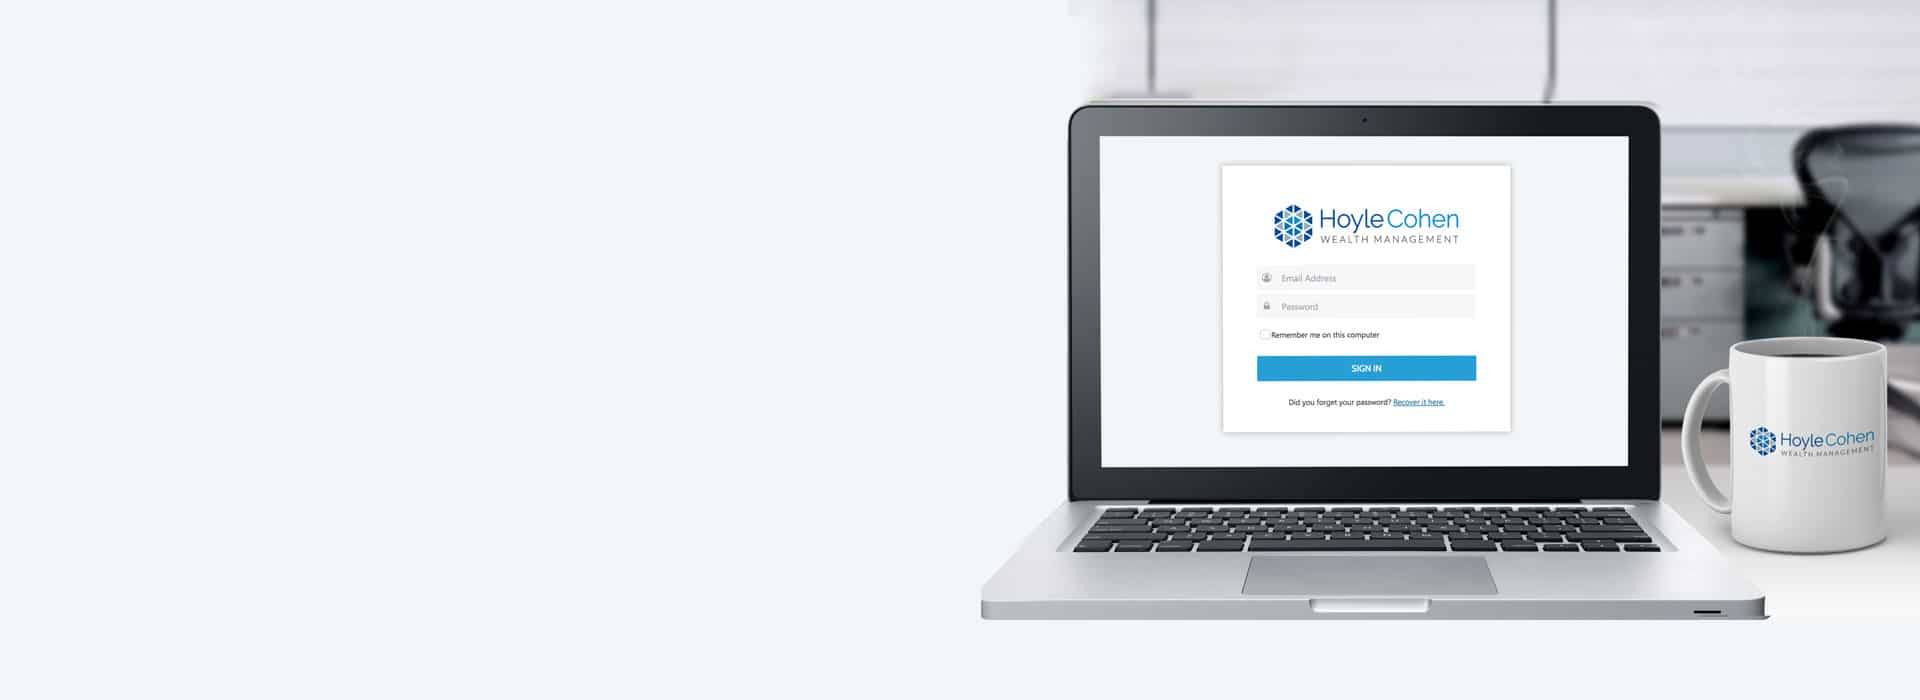 HoyleCohen
WEALTH MANAGEMENT
Email Address
Password
Remember me on this computer
SIGN IN
Did you forget your password? Recover it here.
HoyleCohen
WEALTH MANAGEMENT